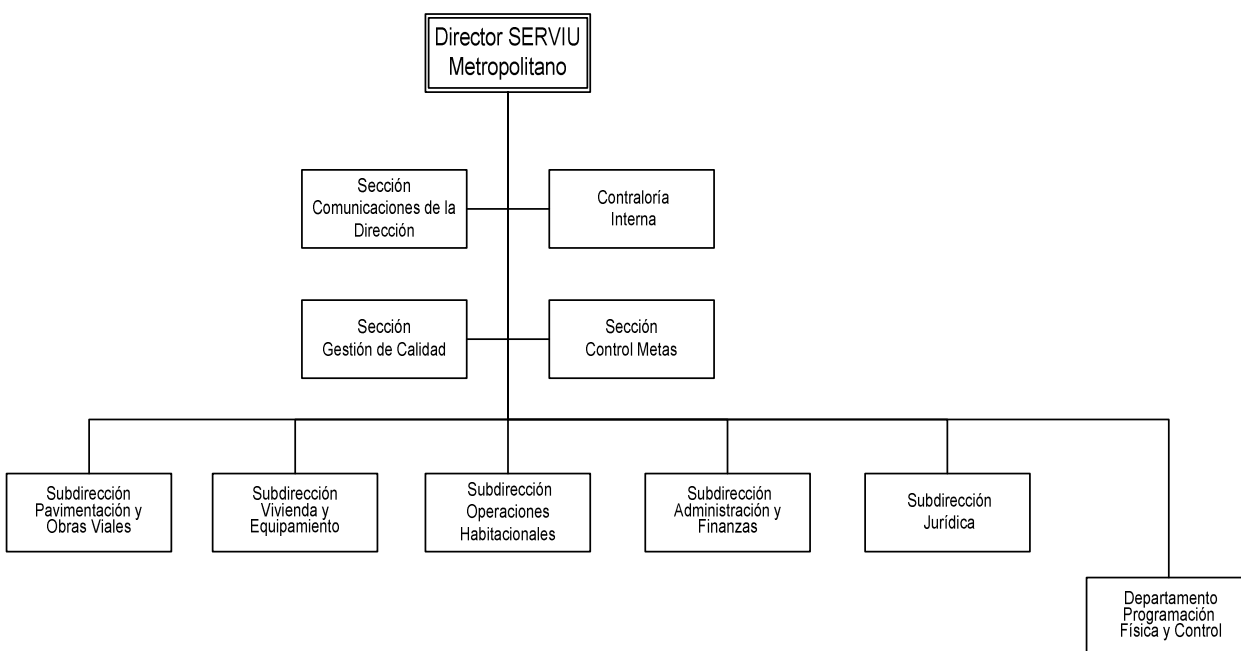 Director SERVIU
Metropolitano
Sección
Comunicaciones de la
Dirección
Contraloría
Interna
Sección
Gestión de Calidad
Sección
Control Metas
Subdirección
Pavimentación y
Obras Viales
Subdirección
Vivienda y
Equipamiento
Subdirección
Operaciones
Habitacionales
Subdirección
Administración y
Finanzas
Subdirección
Jurídica
Departamento
Programación
Física y Control